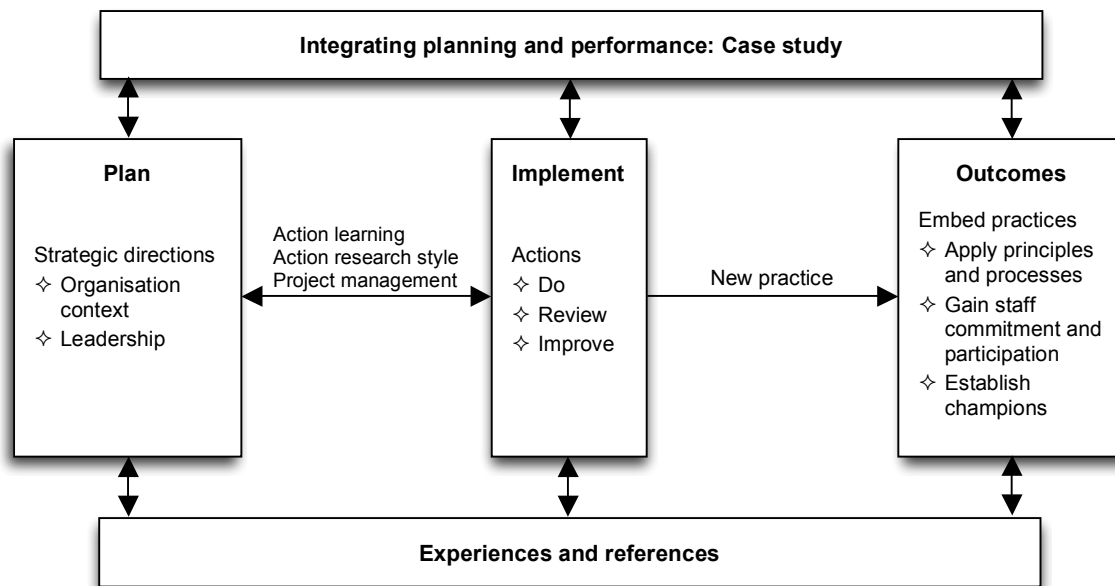 Integrating planning and performance: Case study
Plan
Strategic directions
✧ Organisation
context
✧ Leadership
Action learning
Action research style
Project management
Implement
Actions
✧ Do
✧ Review
✧ Improve
New practice
Outcomes
Embed practices
✧ Apply principles
and processes
✧ Gain staff
commitment and
participation
✧ Establish
champions
Experiences and references